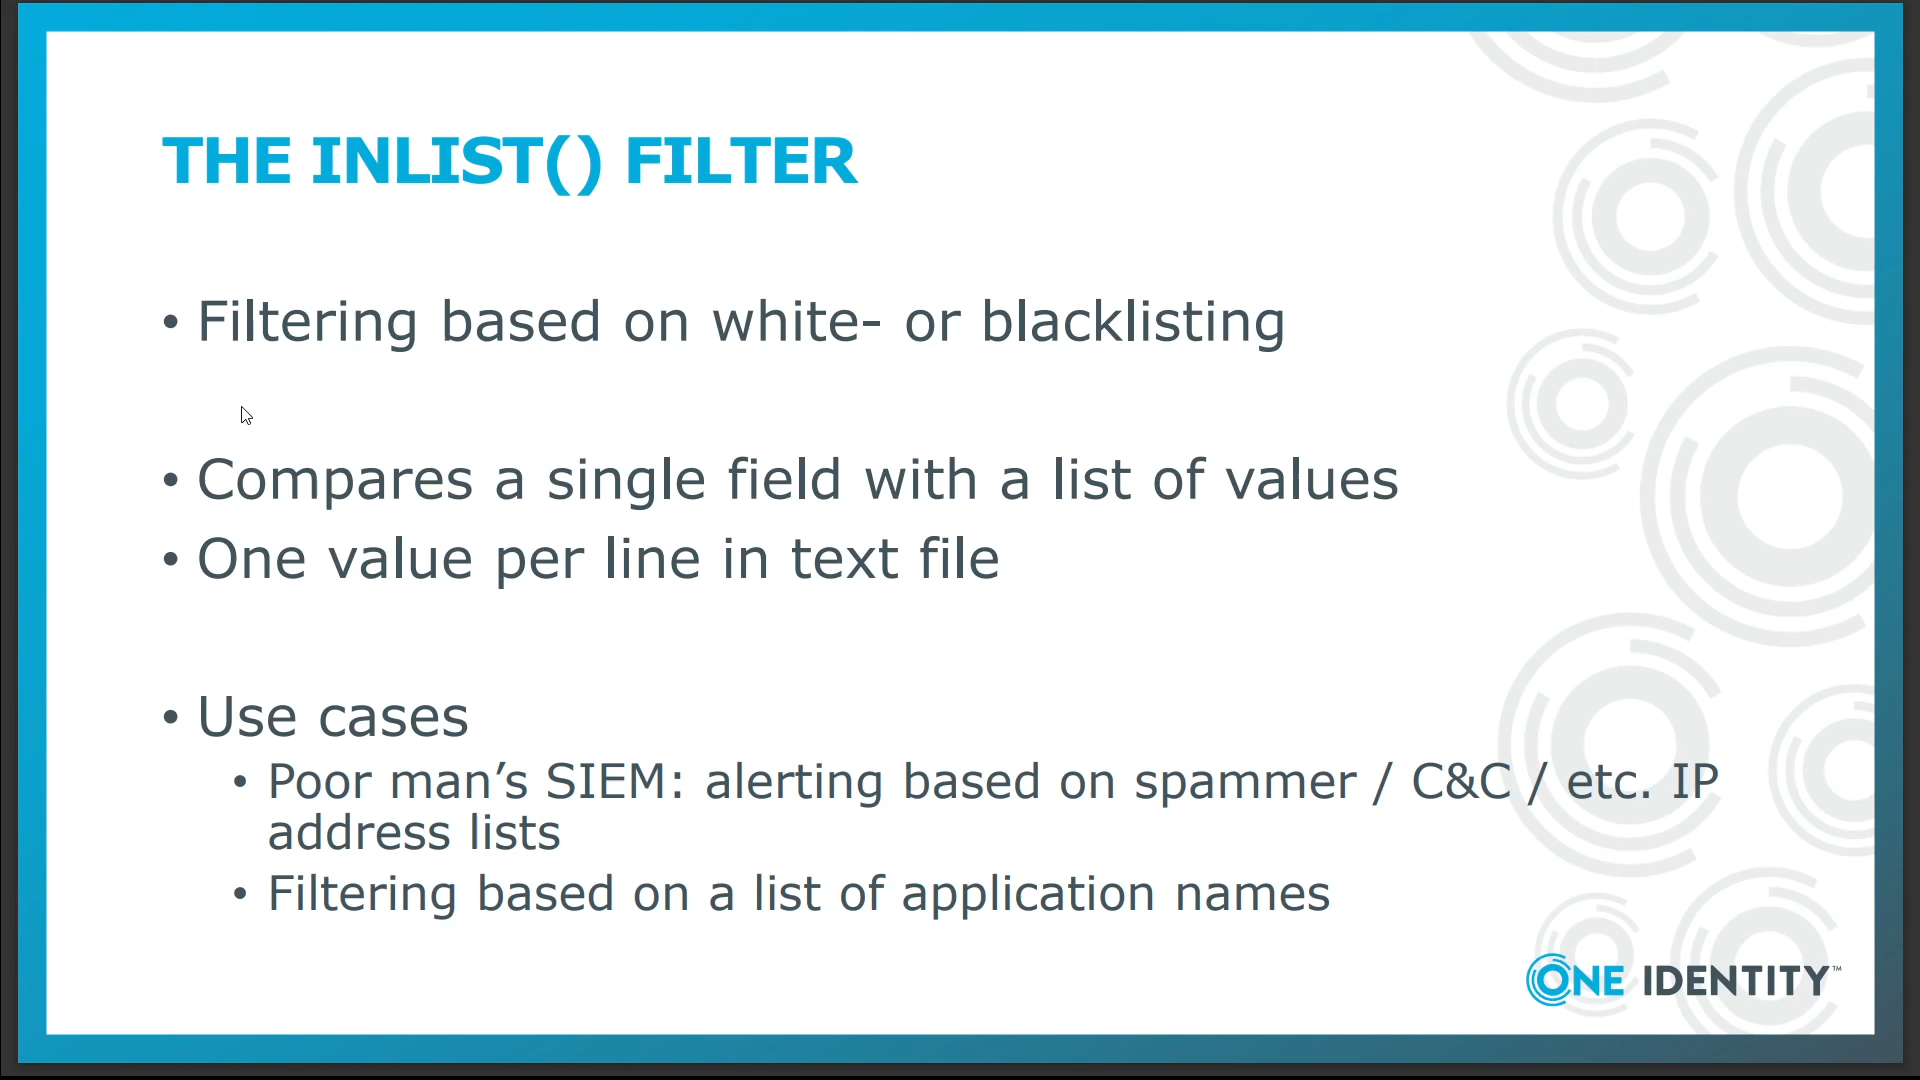 THE INLIST() FILTER
• Filtering based on white- or blacklisting
• Compares a single field with a list of values
• One value per line in text file
• Use cases
• Poor man’s SIEM: alerting based on spammer / C&C / etc. IP
address lists
• Filtering based on a list of application names
ONE IDENTITY™